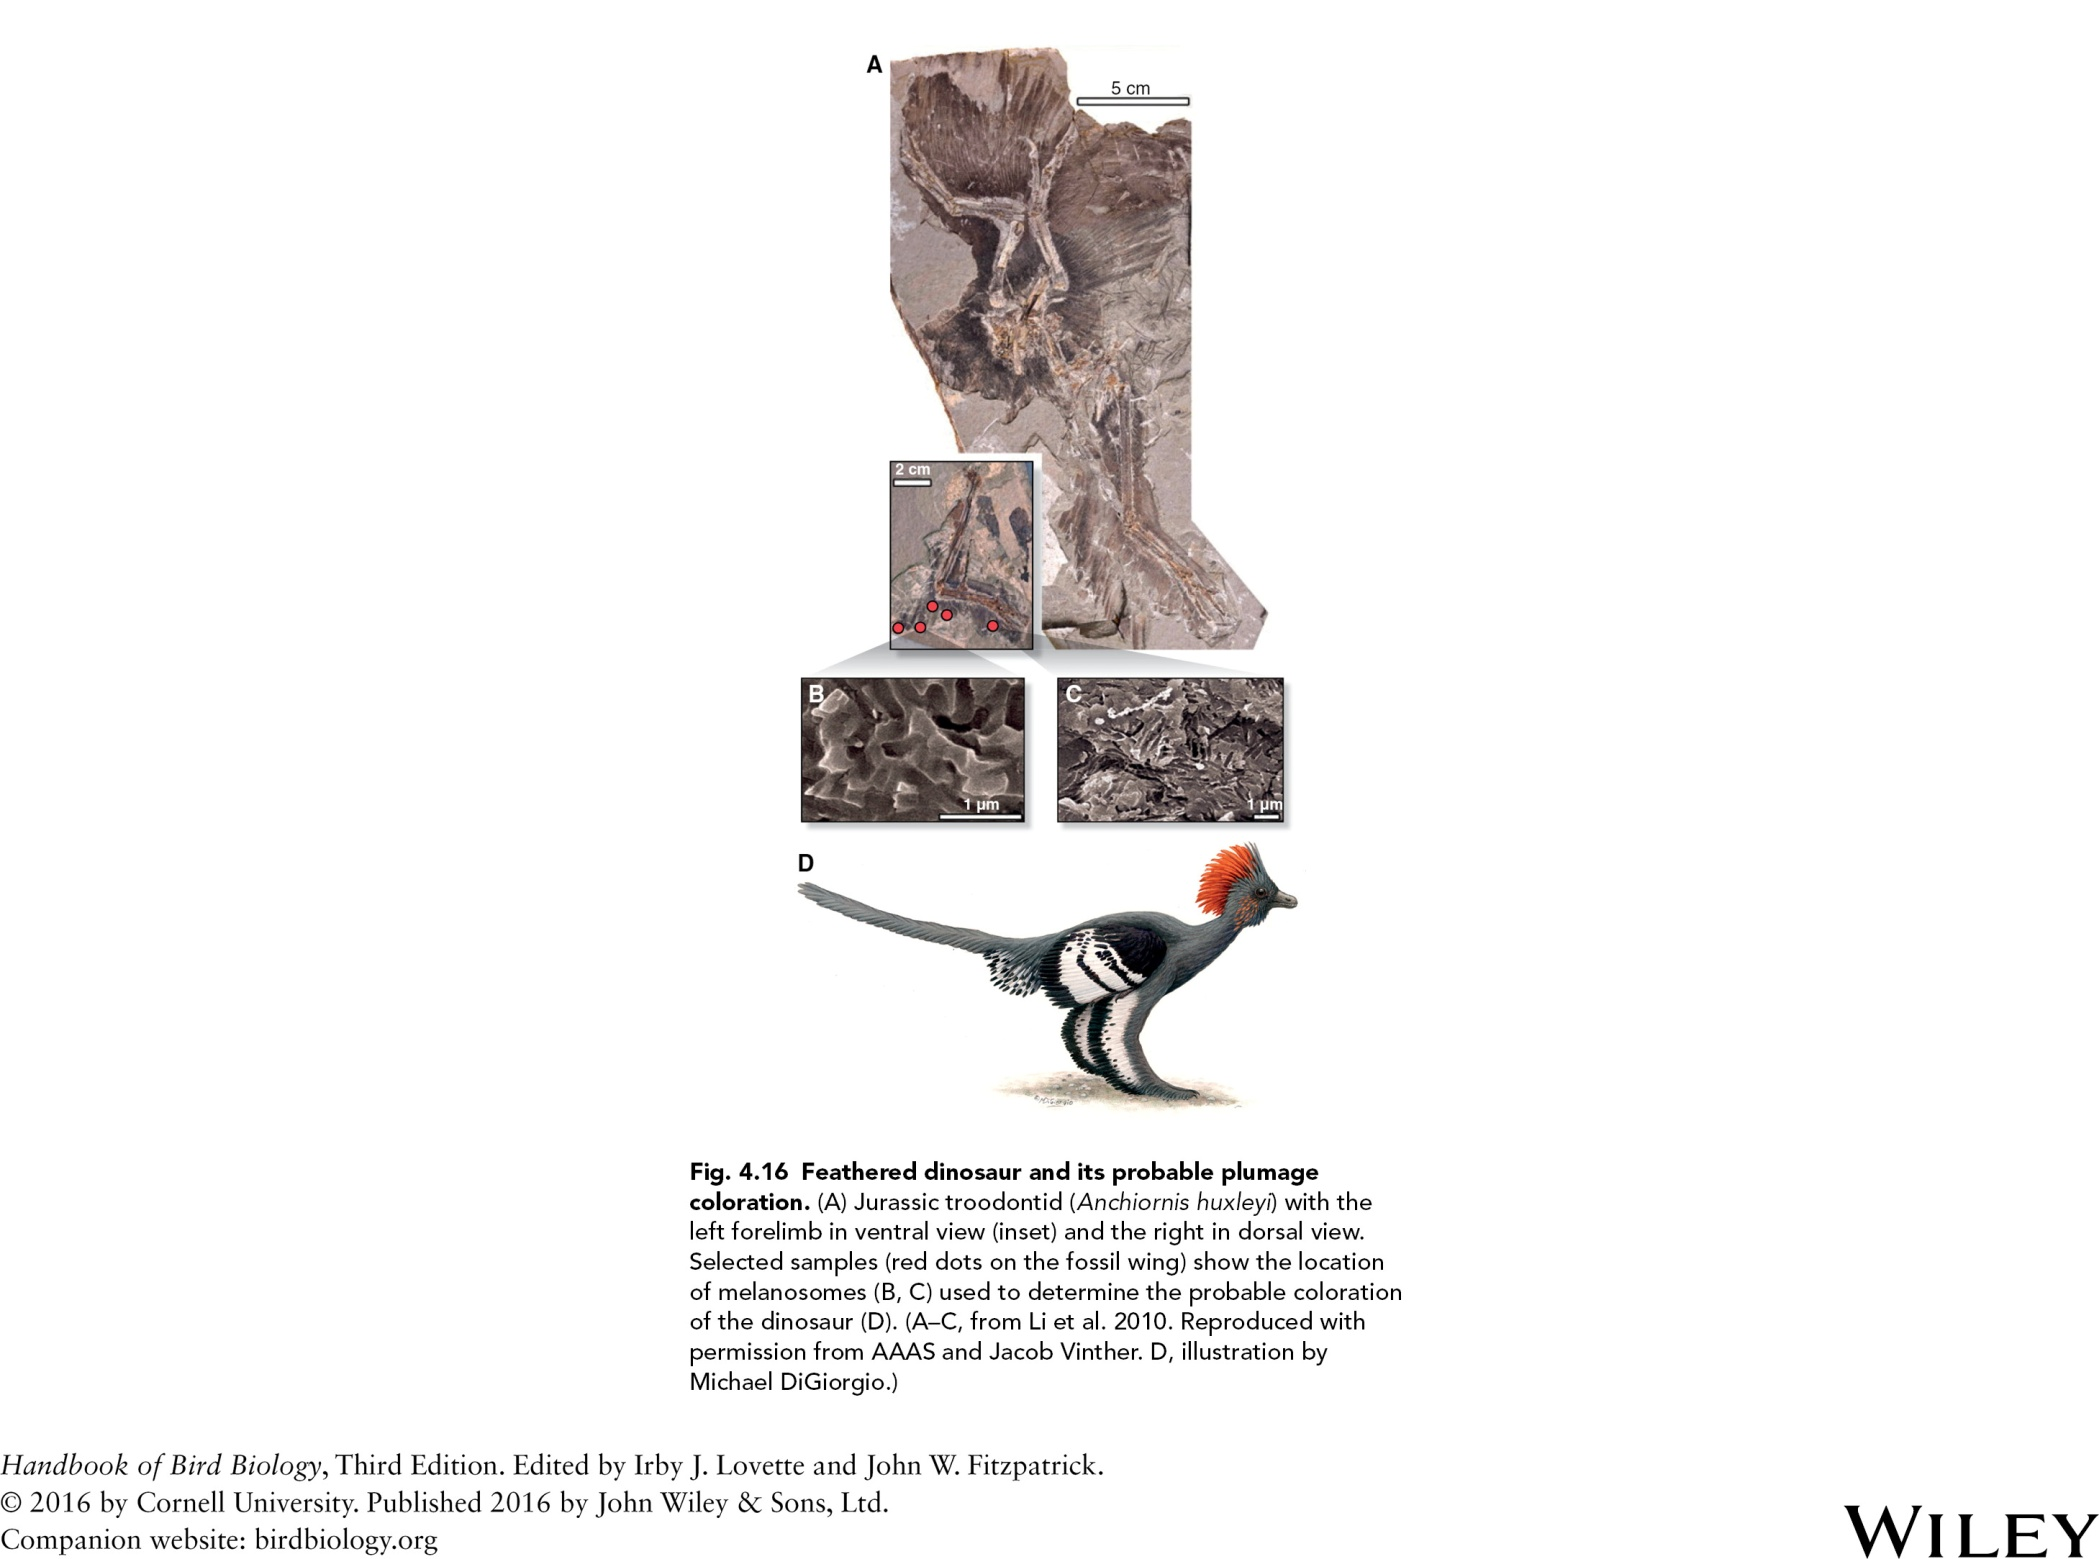 A
5 cm
2 cm
B
1 µm
C
1 µm
D
Fig. 4.16 Feathered dinosaur and its probable plumage
coloration. (A) Jurassic troodontid (Anchiornis huxleyi) with the
left forelimb in ventral view (inset) and the right in dorsal view.
Selected samples (red dots on the fossil wing) show the location
of melanosomes (B, C) used to determine the probable coloration
of the dinosaur (D). (A–C, from Li et al. 2010. Reproduced with
permission from AAAS and Jacob Vinther. D, illustration by
Michael DiGiorgio.)
Handbook of Bird Biology, Third Edition. Edited by Irby J. Lovette and John W. Fitzpatrick.
© 2016 by Cornell University. Published 2016 by John Wiley & Sons, Ltd.
Companion website: birdbiology.org
WILEY